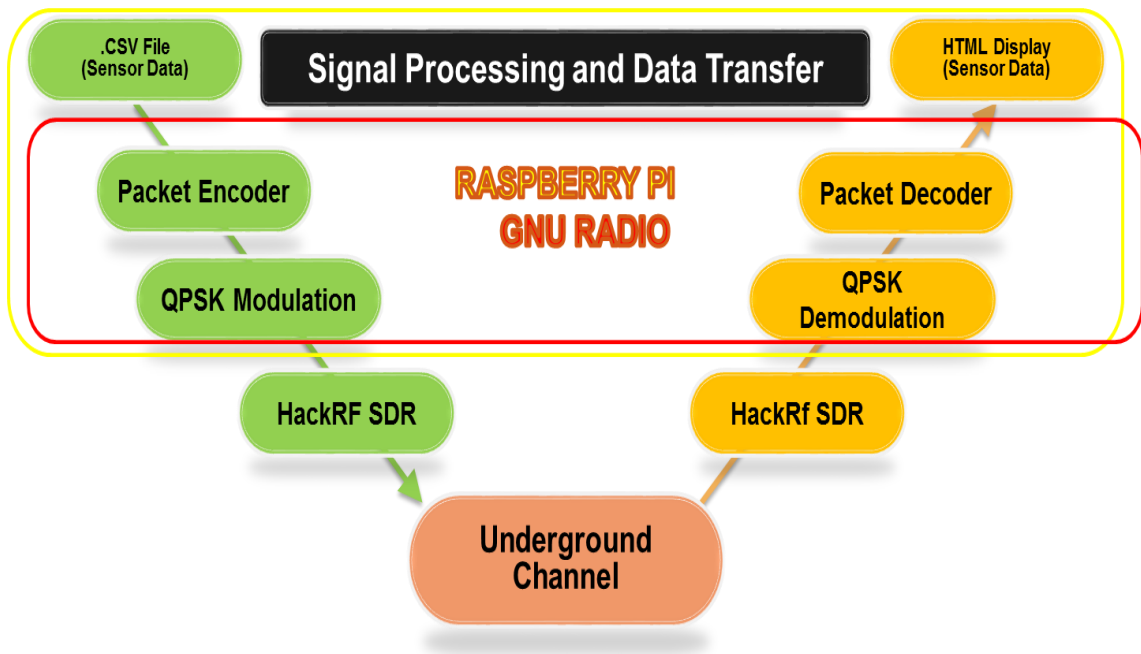 .CSV File
(Sensor Data)
Signal Processing and Data Transfer
HTML Display
(Sensor Data)
Packet Encoder
RASPBERRY PI
GNU RADIO
Packet Decoder
QPSK Modulation
QPSK
Demodulation
HackRF SDR
HackRf SDR
Underground
Channel